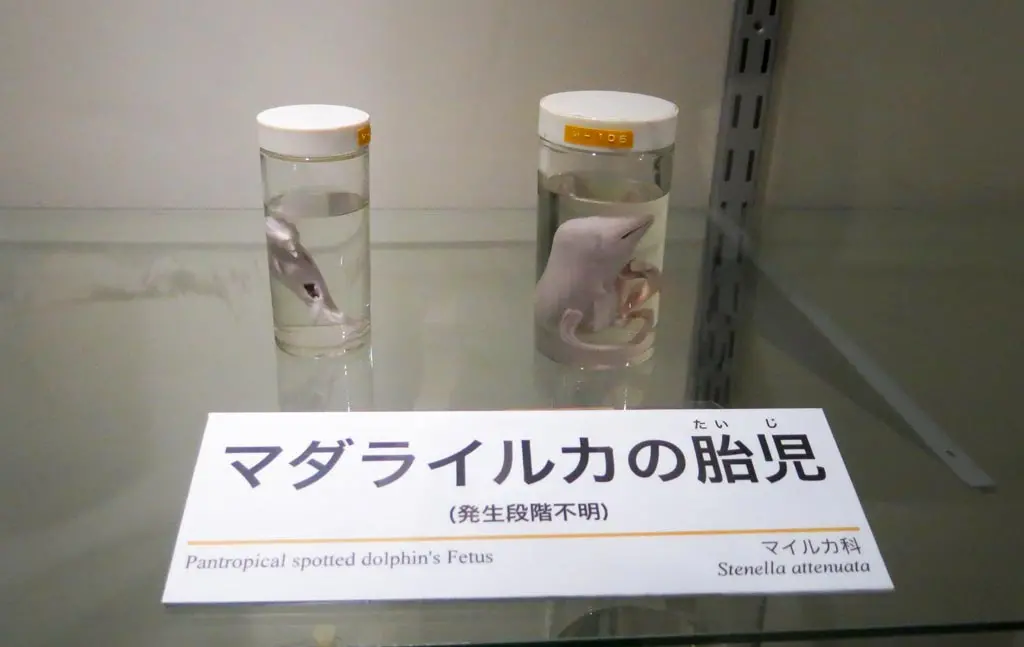 たいじ
マダライルカの胎児
(発生段階不明)
Pantropical spotted dolphin's Fetus
マイルカ科
Stenella attenuata